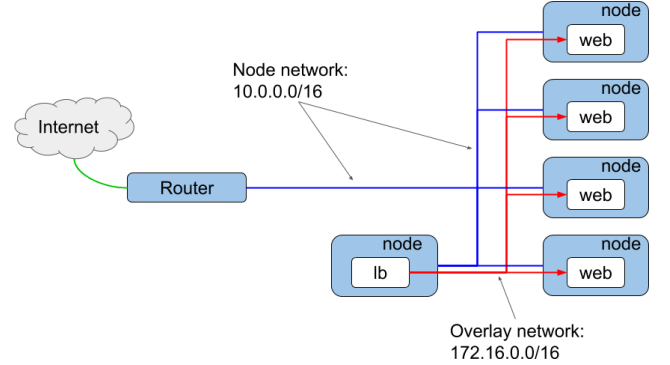 node
web
Node network:
10.0.0.0/16
node
web
Internet
Router
node
web
node
lb
node
web
Overlay network:
172.16.0.0/16